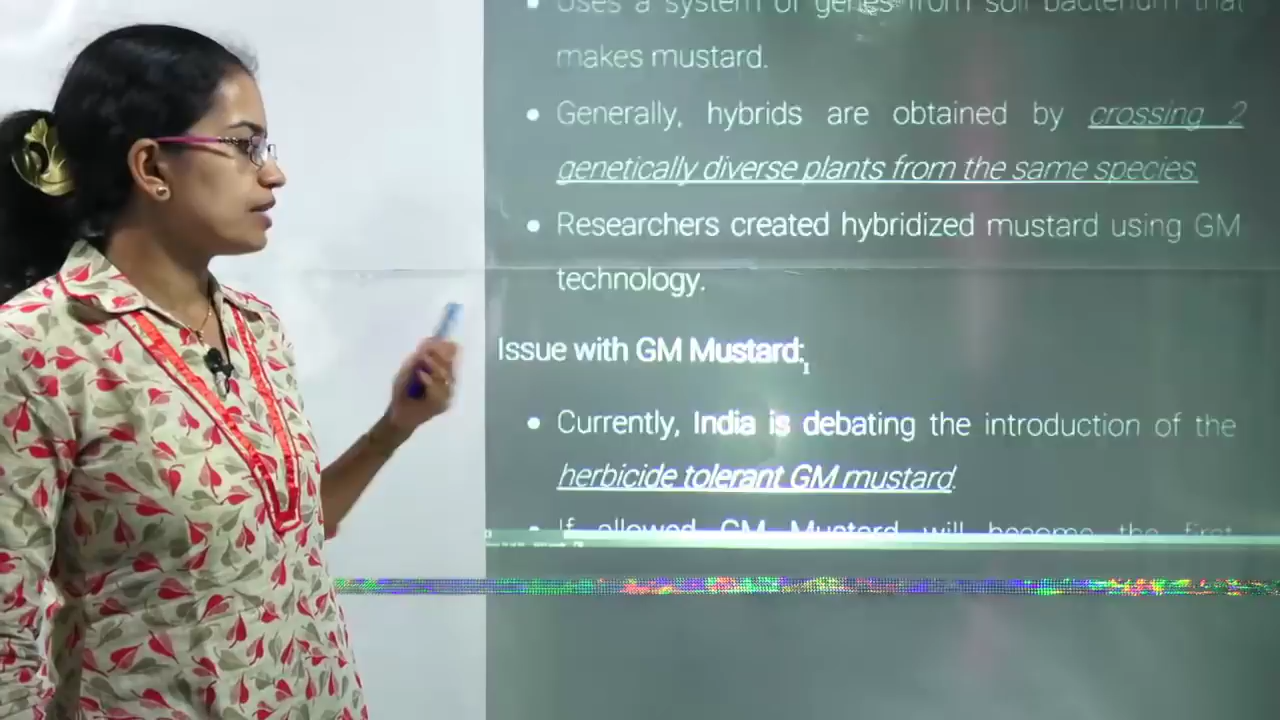 Uses a system of genes from soil bacterium that
makes mustard.
Generally, hybrids are obtained by crossing 2
genetically diverse plants from the same species.
Researchers created hybridized mustard using GM
technology.
Issue with GM Mustard:
Currently, India is debating the introduction of the
herbicide tolerant GM mustard.
If allowed GM Mustard will become the first